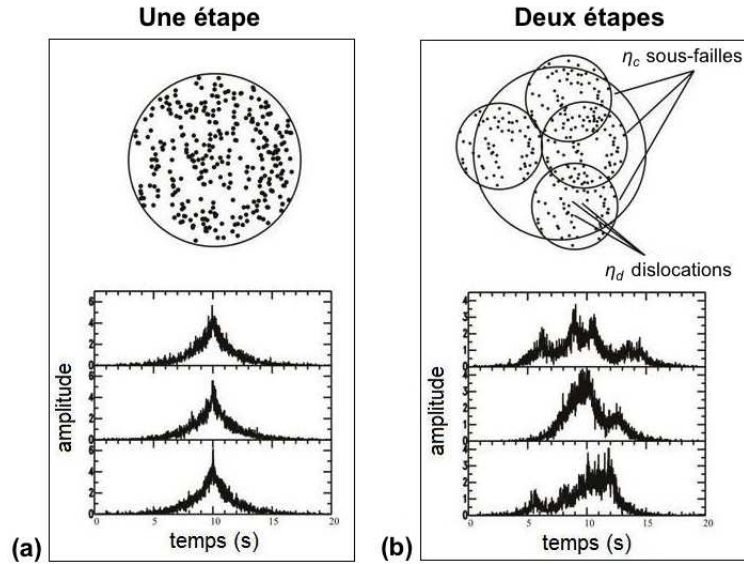 Une étape
Deux étapes
η_c sous-failles
η_d dislocations
6
4
2
0
6
4
2
0
6
4
2
0
amplitude
0 5 10 15 20
temps (s)
(a)
4
3
2
1
0
4
3
2
1
0
4
3
2
1
0
amplitude
0 5 10 15 20
temps (s)
(b)